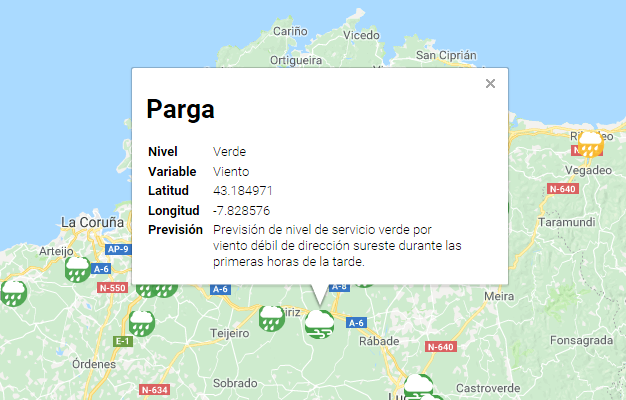 Cariño
Vicedo
Ortigueira
San Ciprián
×
Parga
Nivel Verde
Variable Viento
Latitud 43.184971
Longitud -7.828576
Previsión Previsión de nivel de servicio verde por
viento débil de dirección sureste durante las
primeras horas de la tarde.
Vegadeo
N-640
Taramundi
La Coruña
Arteijo
AP-9
A-6
N-550
A-6
A-8
Meira
A-6
E-1
Teijeiro
Rábade
N-640
Fonsagrada
Órdenes
Sobrado
N-634
Castroverde